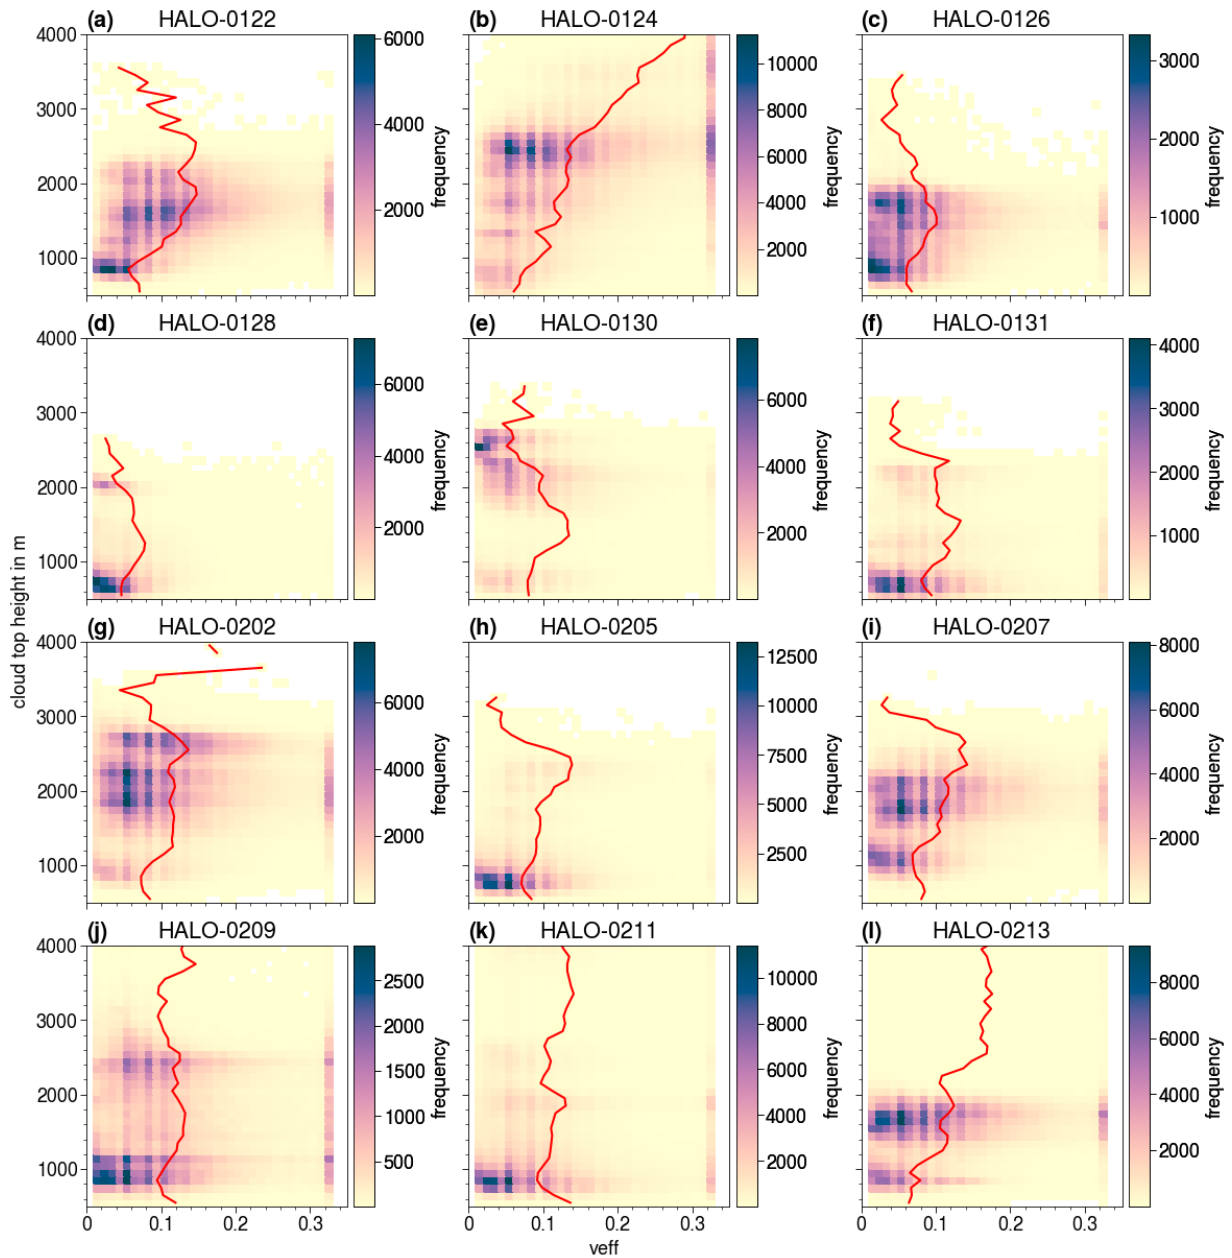 (a) HALO-0122
(b) HALO-0124
(c) HALO-0126
4000 3000 2000 1000
6000 4000 2000 frequency
10000 8000 6000 4000 2000 frequency
3000 2000 1000 frequency
(d) HALO-0128
(e) HALO-0130
(f) HALO-0131
4000 3000 2000 1000
6000 4000 2000 frequency
6000 4000 2000 frequency
4000 3000 2000 1000 frequency
cloud top height in m
(g) HALO-0202
(h) HALO-0205
(i) HALO-0207
4000 3000 2000 1000
6000 4000 2000 frequency
12500 10000 7500 5000 2500 frequency
8000 6000 4000 2000 frequency
(j) HALO-0209
(k) HALO-0211
(l) HALO-0213
4000 3000 2000 1000
2500 2000 1500 1000 500 frequency
10000 8000 6000 4000 2000 frequency
8000 6000 4000 2000 frequency
0 0.1 0.2 0.3
0 0.1 0.2 0.3
0 0.1 0.2 0.3
veff